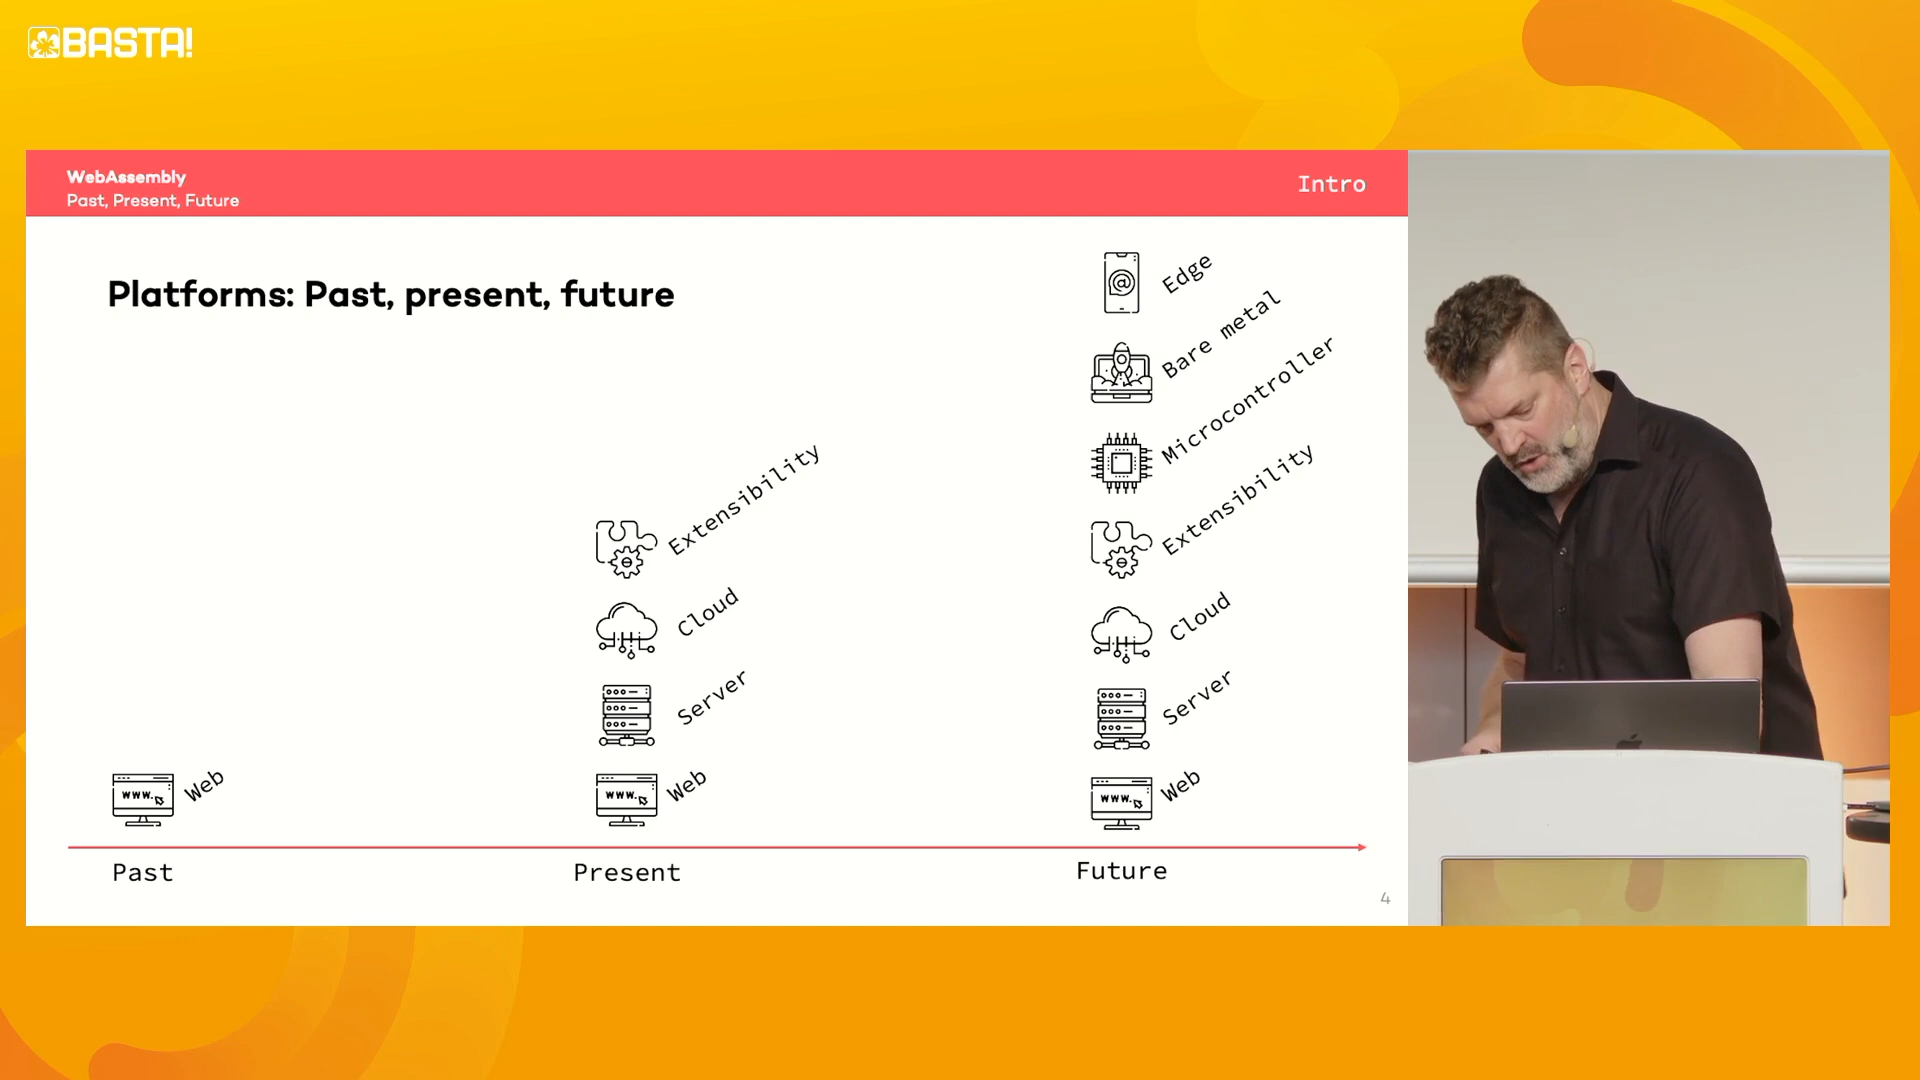 BASTA!
WebAssembly
Past, Present, Future
Intro
Platforms: Past, present, future
Edge
Bare metal
Microcontroller
Extensibility
Extensibility
Cloud
Cloud
Server
Server
www.
Web
www.
Web
www.
Web
Past
Present
Future
4